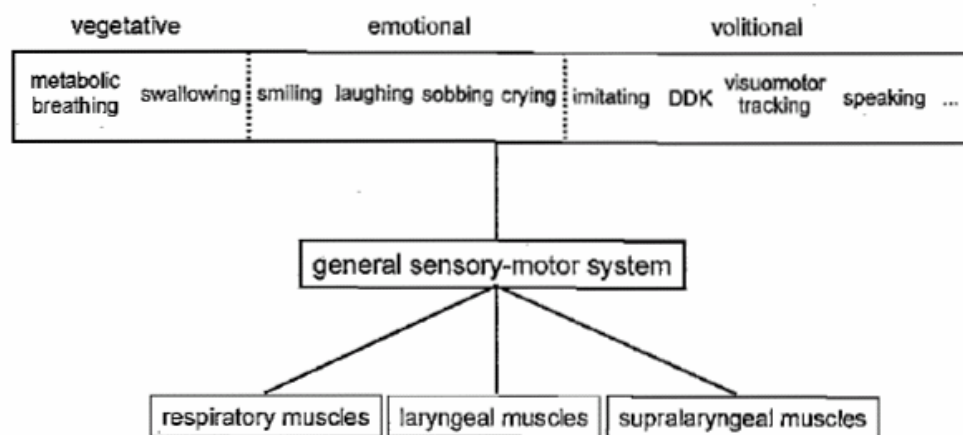 vegetative emotional volitional
metabolic breathing swallowing smiling laughing sobbing crying imitating DDK visuomotor tracking speaking ...
general sensory-motor system
respiratory muscles laryngeal muscles supralaryngeal muscles